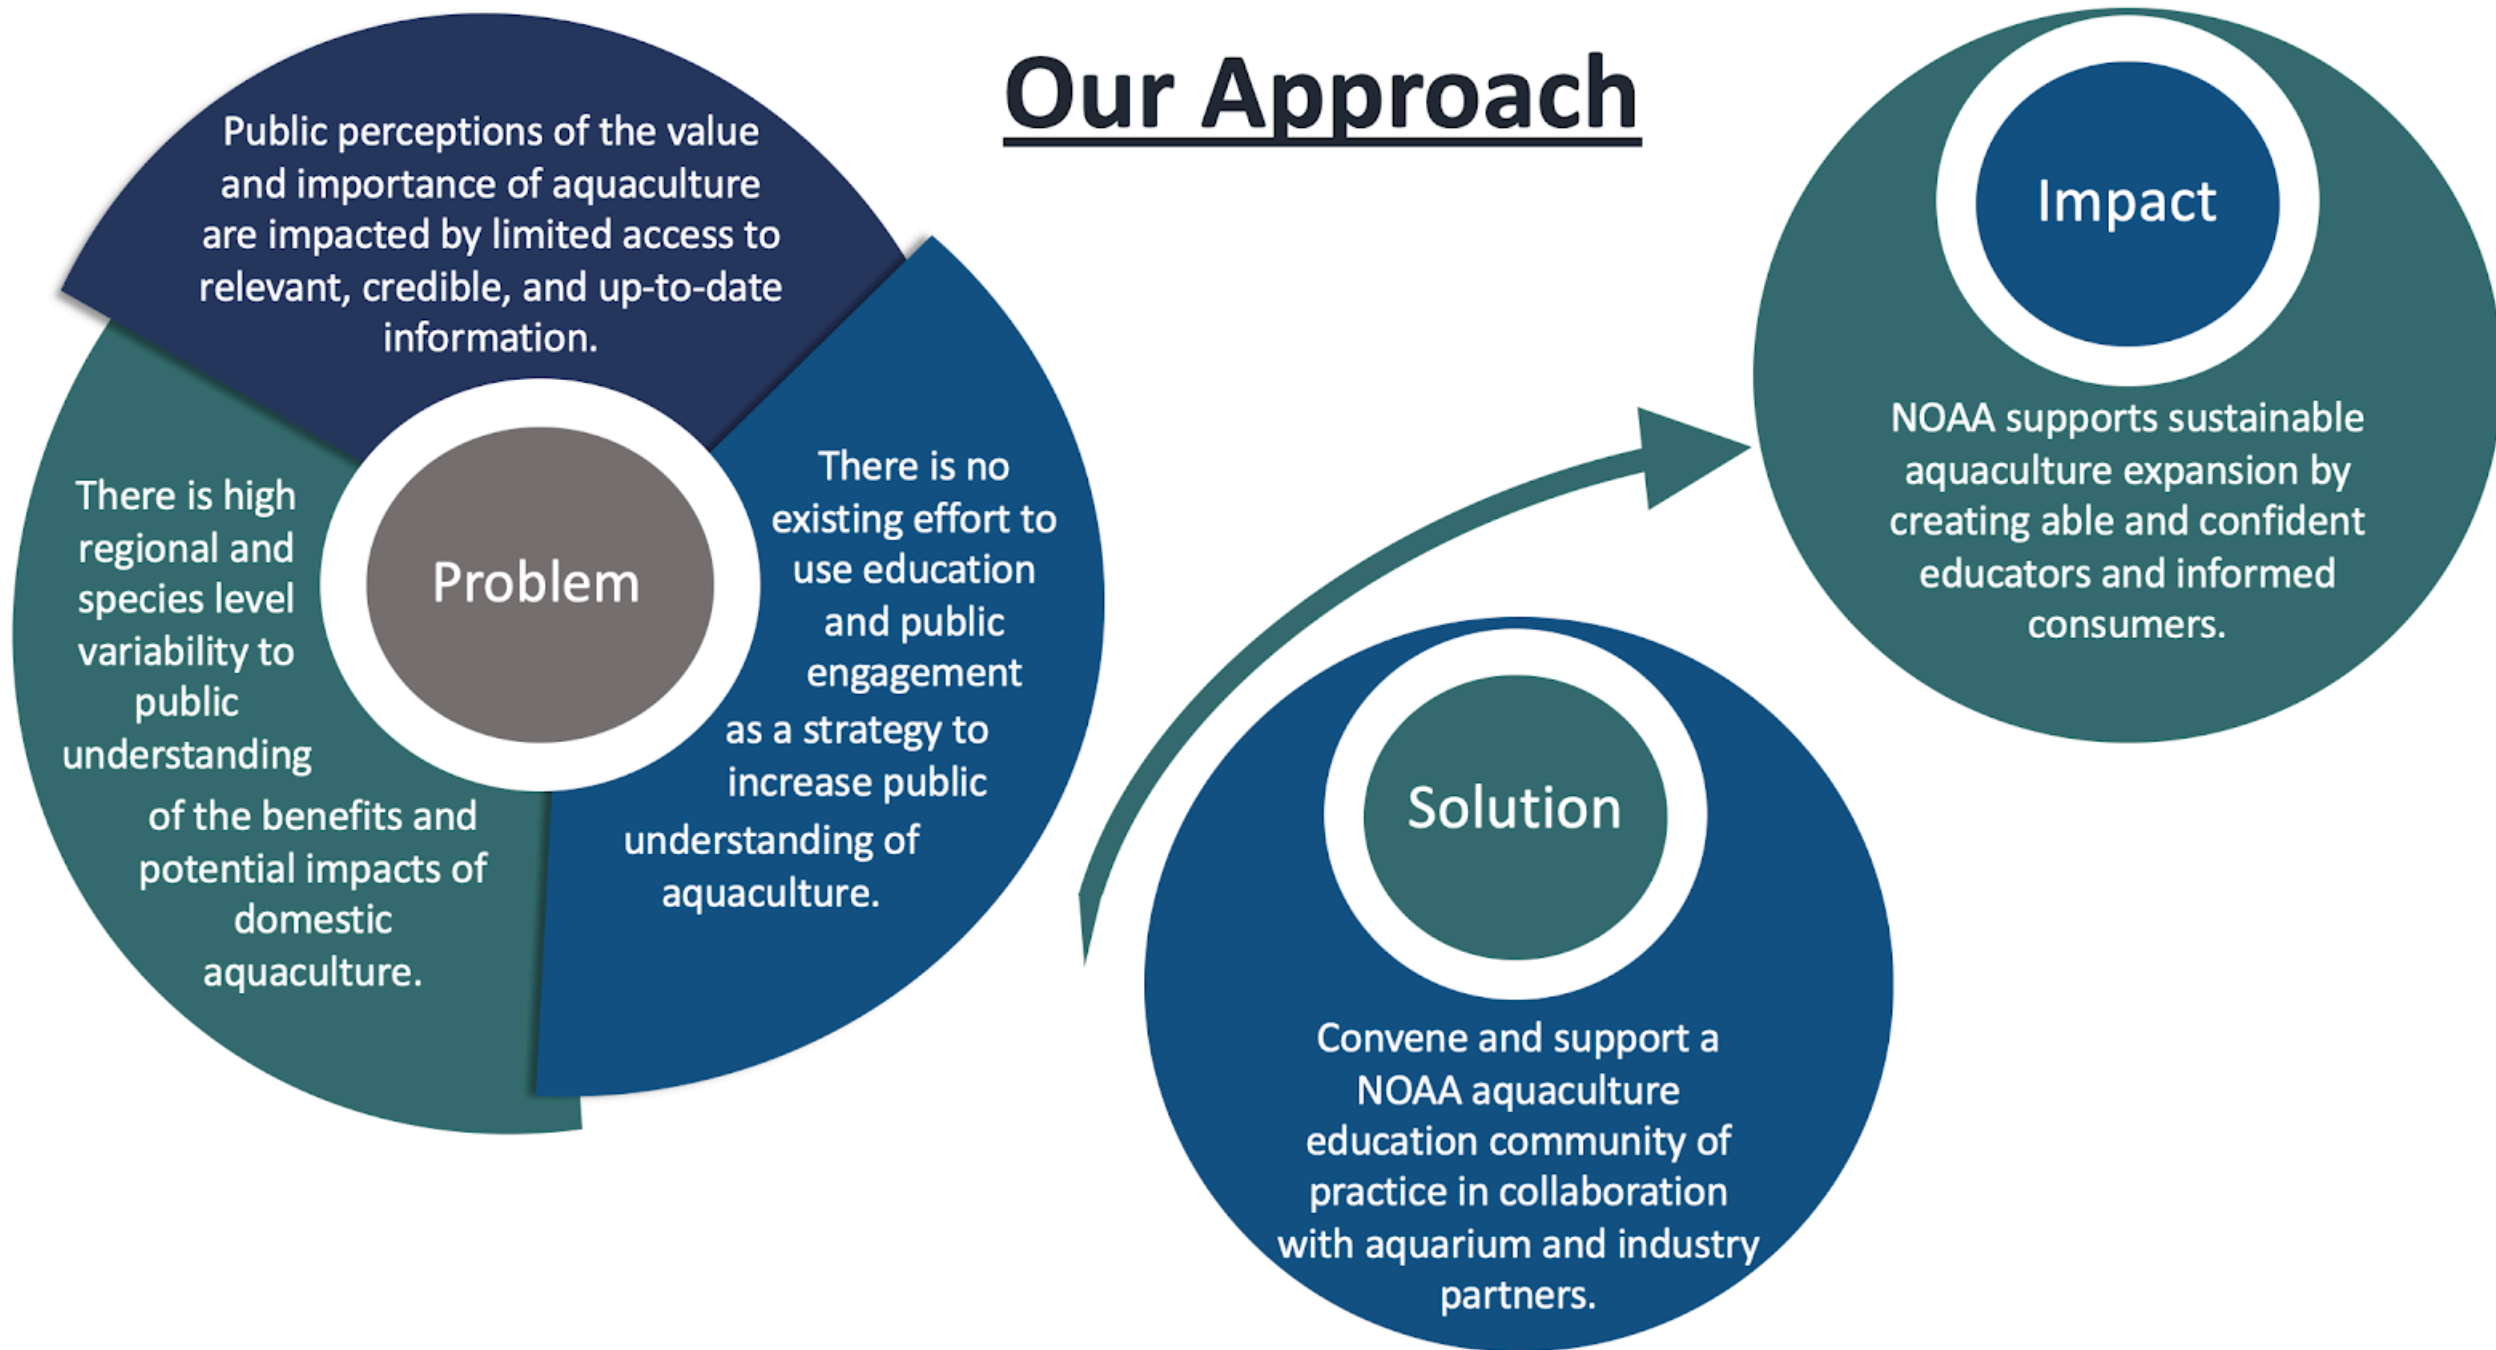 Our Approach
Public perceptions of the value
and importance of aquaculture
are impacted by limited access to
relevant, credible, and up-to-date
information.
There is high
regional and
species level
variability to
public
understanding
of the benefits and
potential impacts of
domestic
aquaculture.
Problem
There is no
existing effort to
use education
and public
engagement
as a strategy to
increase public
understanding of
aquaculture.
Solution
Convene and support a
NOAA aquaculture
education community of
practice in collaboration
with aquarium and industry
partners.
Impact
NOAA supports sustainable
aquaculture expansion by
creating able and confident
educators and informed
consumers.